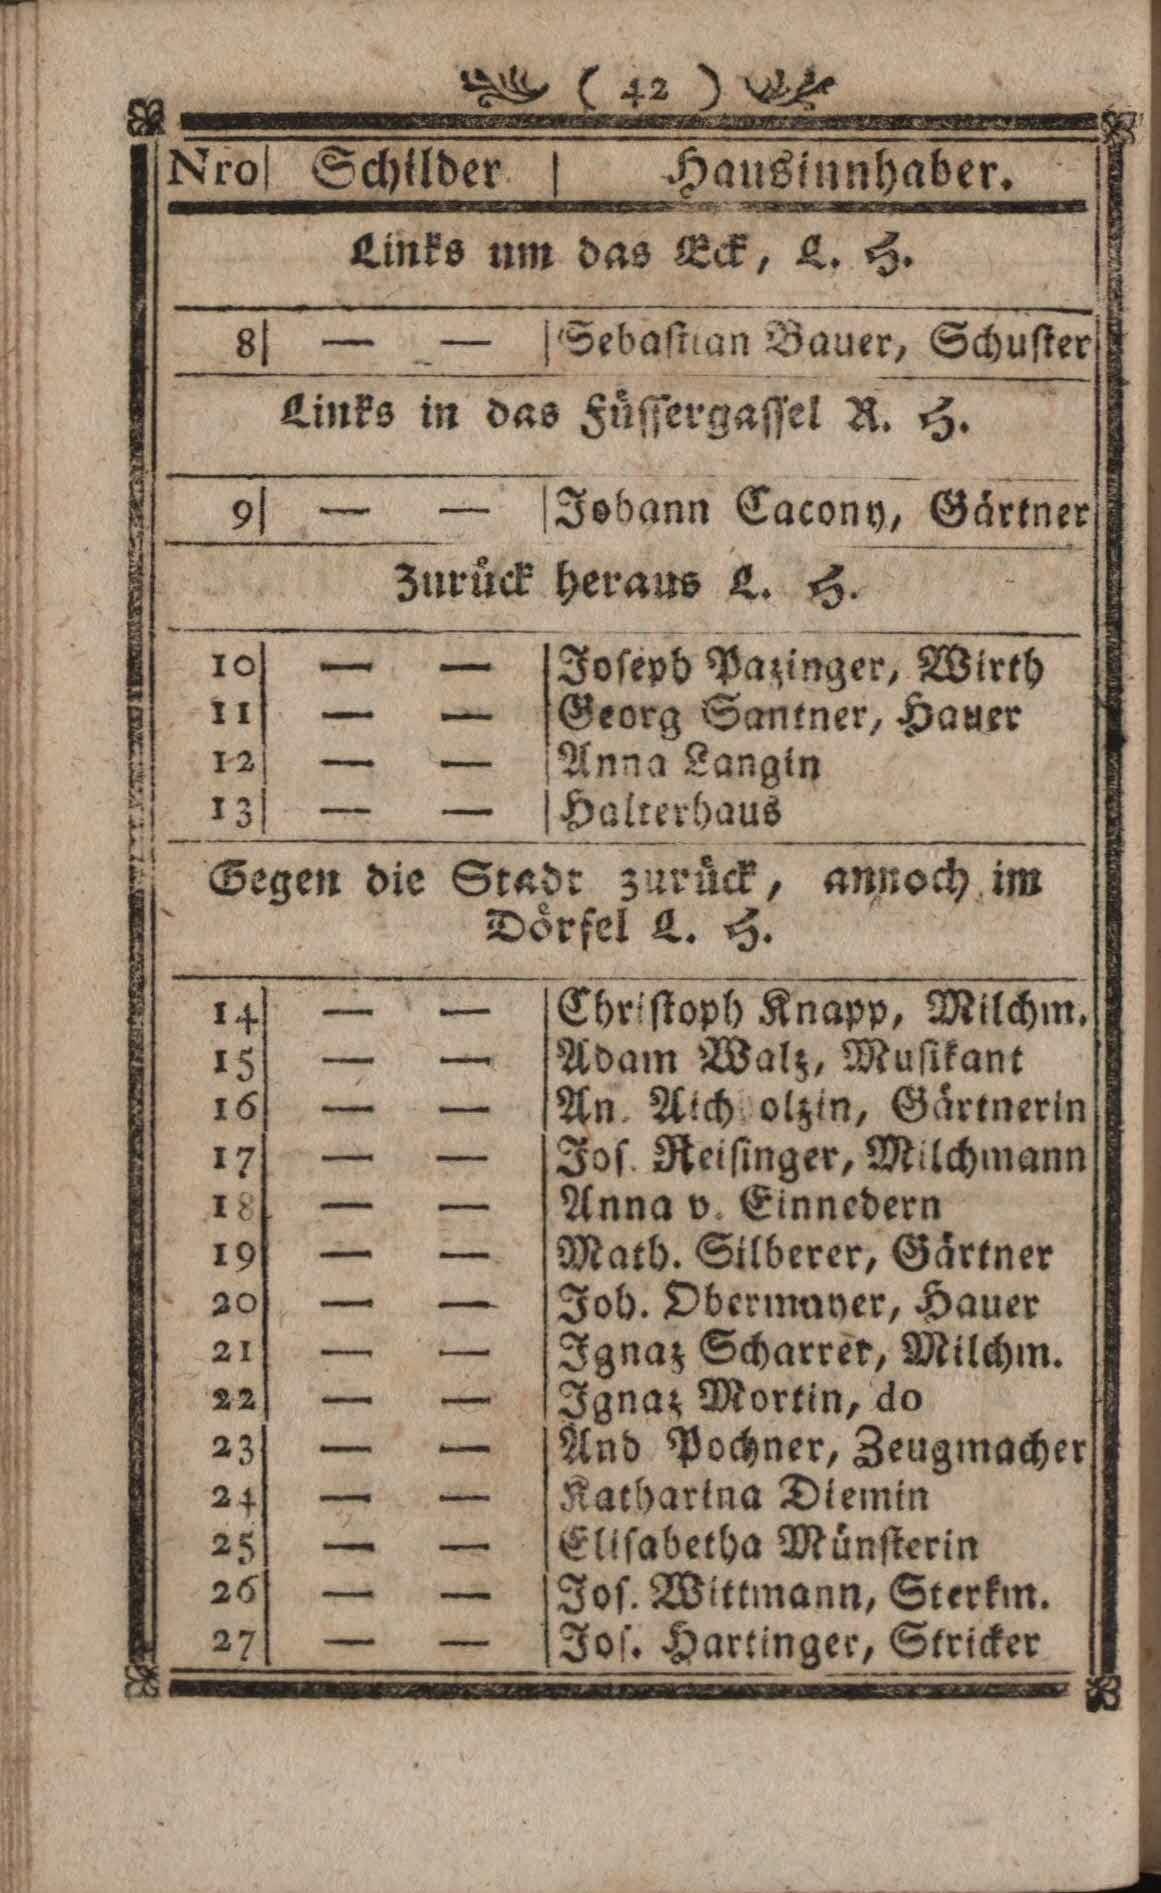 ( 42 )
Nro | Schilder | Hausinnhaber.
Links um das Eck, L. H.
8 | — — | Sebastian Bauer, Schuster
Links in das Füssergassel R. H.
9 | — — | Johann Cacony, Gärtner
Zurück heraus L. H.
10 | — — | Joseph Pazinger, Wirth
11 | — — | Georg Santner, Hauer
12 | — — | Anna Langin
13 | — — | Halterhaus
Gegen die Stadt zurück, annoch im
Dörfel L. H.
14 | — — | Christoph Knapp, Milchm.
15 | — — | Adam Walz, Musikant
16 | — — | An. Aich olzin, Gärtnerin
17 | — — | Jos. Reisinger, Milchmann
18 | — — | Anna v. Einnedern
19 | — — | Math. Silberer, Gärtner
20 | — — | Joh. Obermayer, Hauer
21 | — — | Ignaz Scharrer, Milchm.
22 | — — | Ignaz Mortin, do
23 | — — | And Pochner, Zeugmacher
24 | — — | Katharina Diemin
25 | — — | Elisabetha Münsterin
26 | — — | Jos. Wittmann, Sterkm.
27 | — — | Jos. Hartinger, Stricker